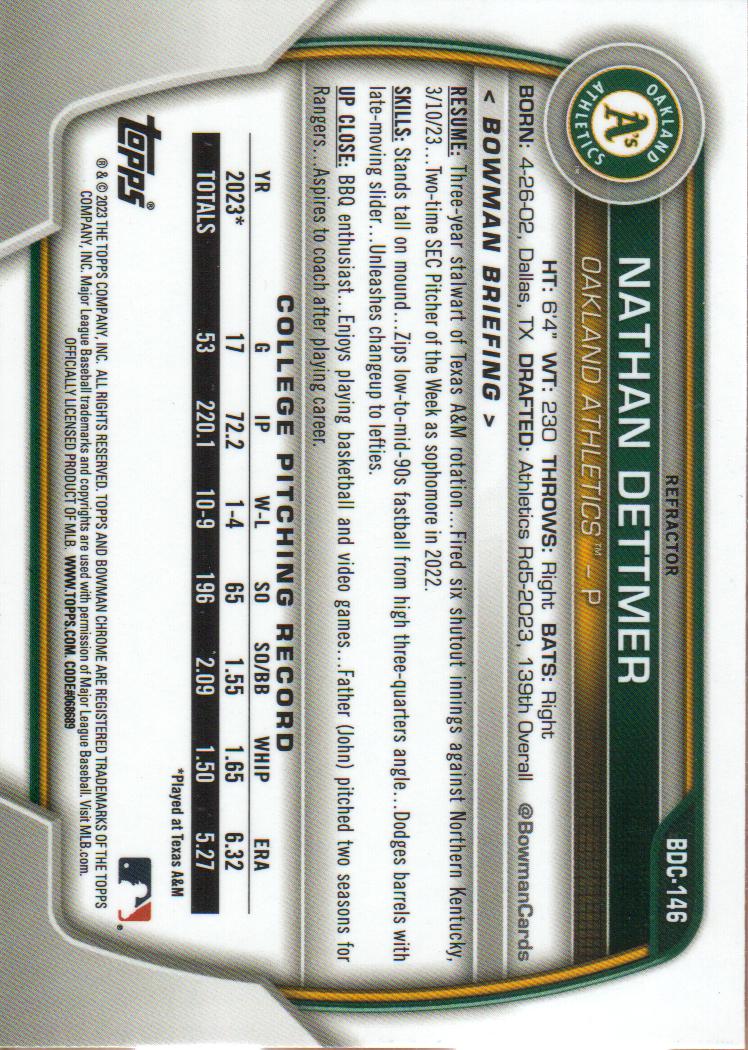 REFRACTOR
BDC-146
NATHAN DETTMER
OAKLAND ATHLETICS™ – P
OAKLAND
A's
ATHLETICS™
HT: 6'4" WT: 230 THROWS: Right BATS: Right
BORN: 4-26-02, Dallas, TX DRAFTED: Athletics Rd5-2023, 139th Overall @BowmanCards
< BOWMAN BRIEFING >
RESUME: Three-year stalwart of Texas A&M rotation...Fired six shutout innings against Northern Kentucky,
3/10/23...Two-time SEC Pitcher of the Week as sophomore in 2022.
SKILLS: Stands tall on mound...Zips low-to-mid-90s fastball from high three-quarters angle...Dodges barrels with
late-moving slider...Unleashes changeup to lefties.
UP CLOSE: BBQ enthusiast...Enjoys playing basketball and video games...Father (John) pitched two seasons for
Rangers...Aspires to coach after playing career.
COLLEGE PITCHING RECORD
YR G IP W-L SO SO/BB WHIP ERA
2023* 17 72.2 1-4 65 1.55 1.65 6.32
TOTALS 53 220.1 10-9 196 2.09 1.50 5.27
*Played at Texas A&M
Topps®
® & © 2023 THE TOPPS COMPANY, INC. ALL RIGHTS RESERVED. TOPPS AND BOWMAN CHROME ARE REGISTERED TRADEMARKS OF THE TOPPS
COMPANY, INC. Major League Baseball trademarks and copyrights are used with permission of Major League Baseball. Visit MLB.com.
OFFICIALLY LICENSED PRODUCT OF MLB. WWW.TOPPS.COM. CODE#068689